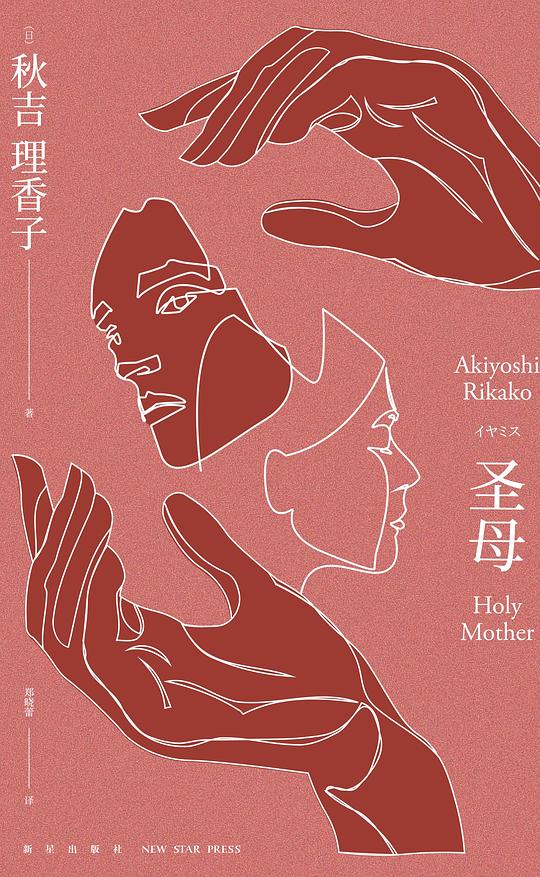 （日）
秋吉 理香子
著
Akiyoshi
Rikako
イヤミス
圣母
Holy
Mother
郑晓蕾
译
新星出版社 NEW STAR PRESS